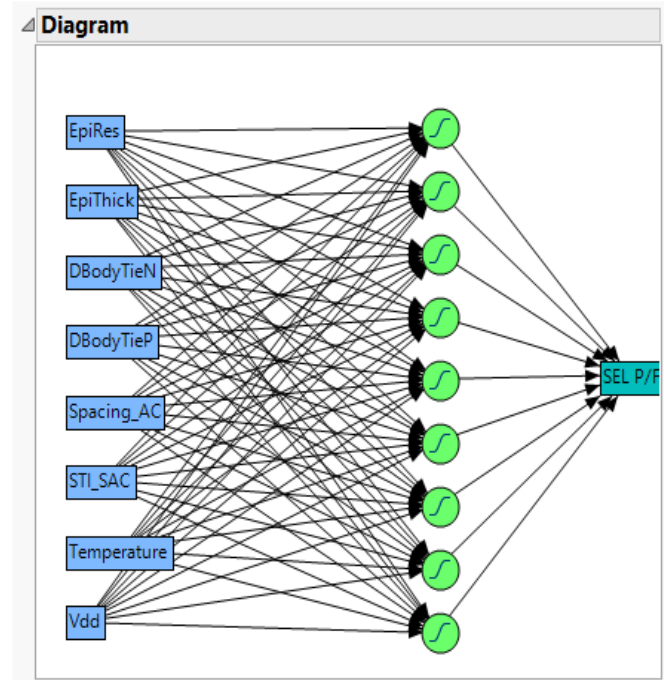 Diagram
EpiRes
EpiThick
DBodyTieN
DBodyTieP
Spacing_AC
STI_SAC
Temperature
Vdd
SEL P/F